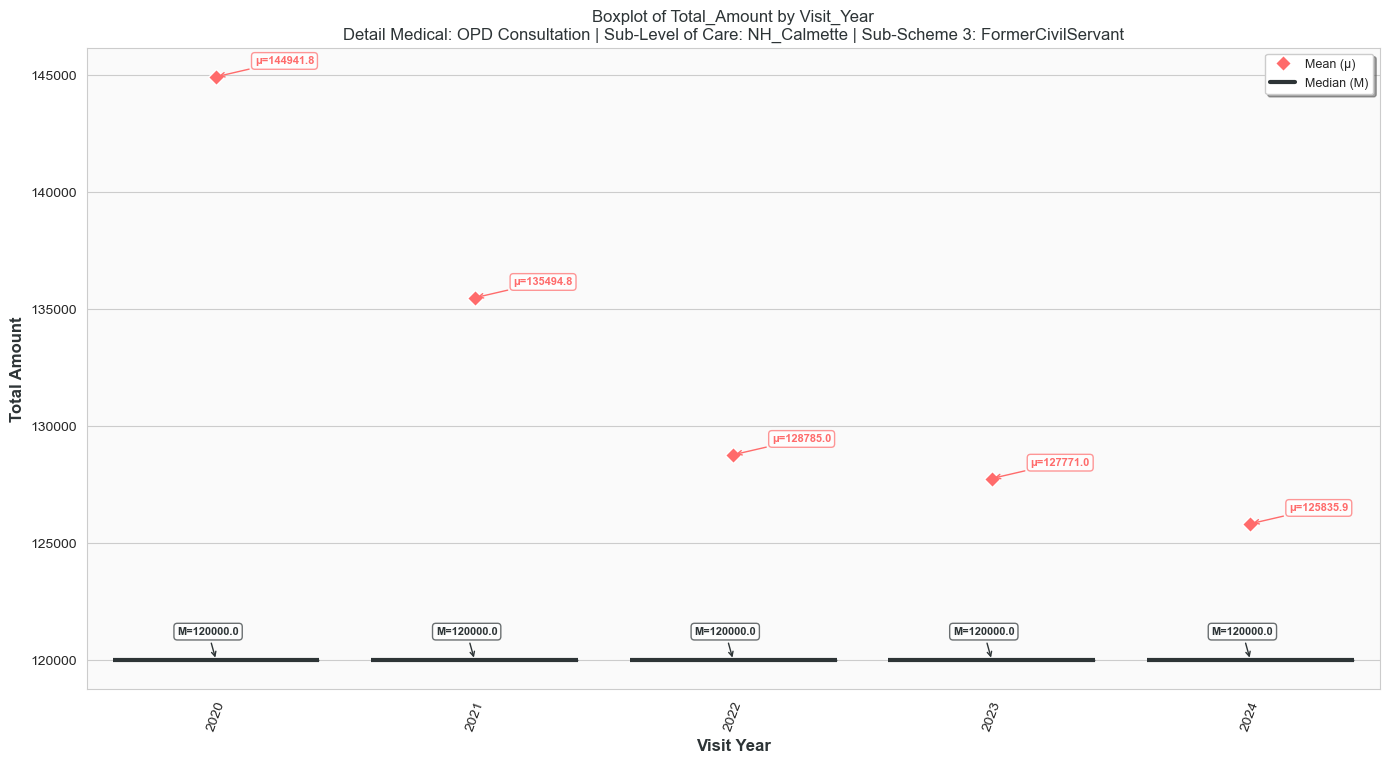 Boxplot of Total_Amount by Visit_Year
Detail Medical: OPD Consultation | Sub-Level of Care: NH_Calmette | Sub-Scheme 3: FormerCivilServant
Mean (μ)
Median (M)
Total Amount
145000
140000
135000
130000
125000
120000
μ=144941.8
μ=135494.8
μ=128785.0
μ=127771.0
μ=125835.9
M=120000.0
M=120000.0
M=120000.0
M=120000.0
M=120000.0
2020
2021
2022
2023
2024
Visit Year